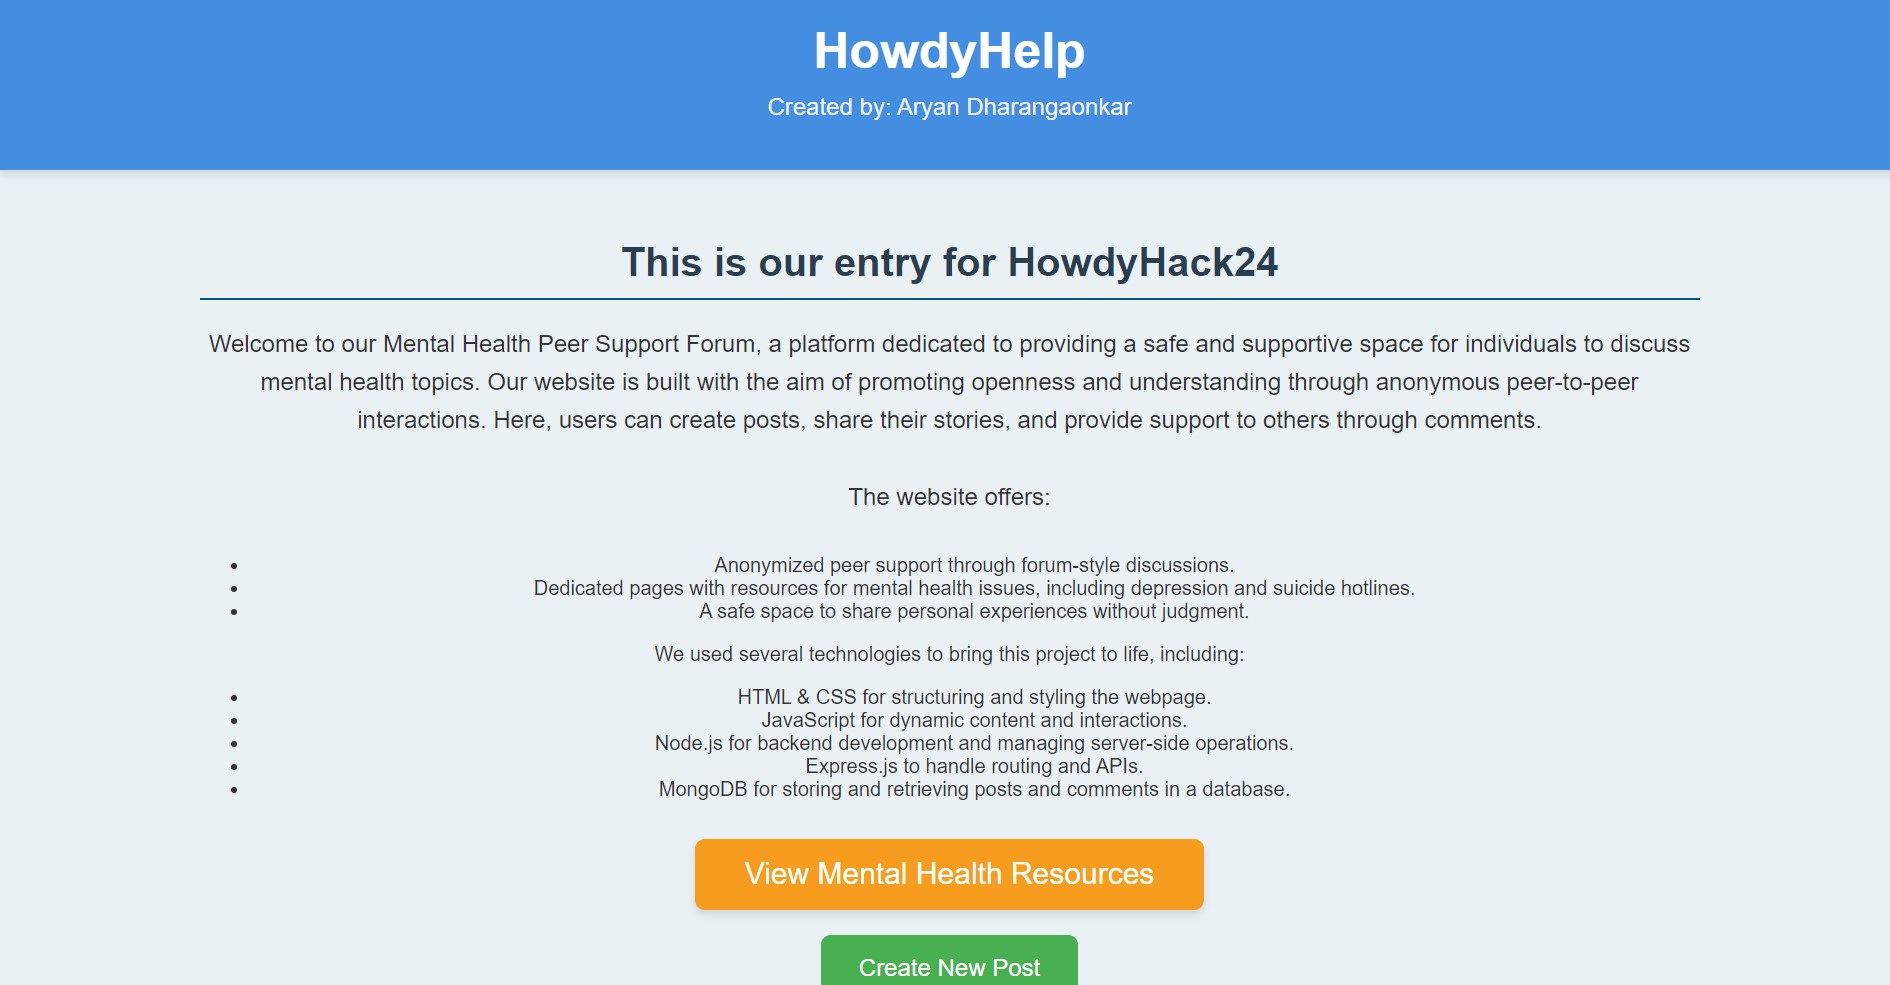 HowdyHelp
Created by: Aryan Dharangaonkar
This is our entry for HowdyHack24
Welcome to our Mental Health Peer Support Forum, a platform dedicated to providing a safe and supportive space for individuals to discuss
mental health topics. Our website is built with the aim of promoting openness and understanding through anonymous peer-to-peer
interactions. Here, users can create posts, share their stories, and provide support to others through comments.
The website offers:
• Anonymized peer support through forum-style discussions.
• Dedicated pages with resources for mental health issues, including depression and suicide hotlines.
• A safe space to share personal experiences without judgment.
We used several technologies to bring this project to life, including:
• HTML & CSS for structuring and styling the webpage.
• JavaScript for dynamic content and interactions.
• Node.js for backend development and managing server-side operations.
• Express.js to handle routing and APIs.
• MongoDB for storing and retrieving posts and comments in a database.
View Mental Health Resources
Create New Post